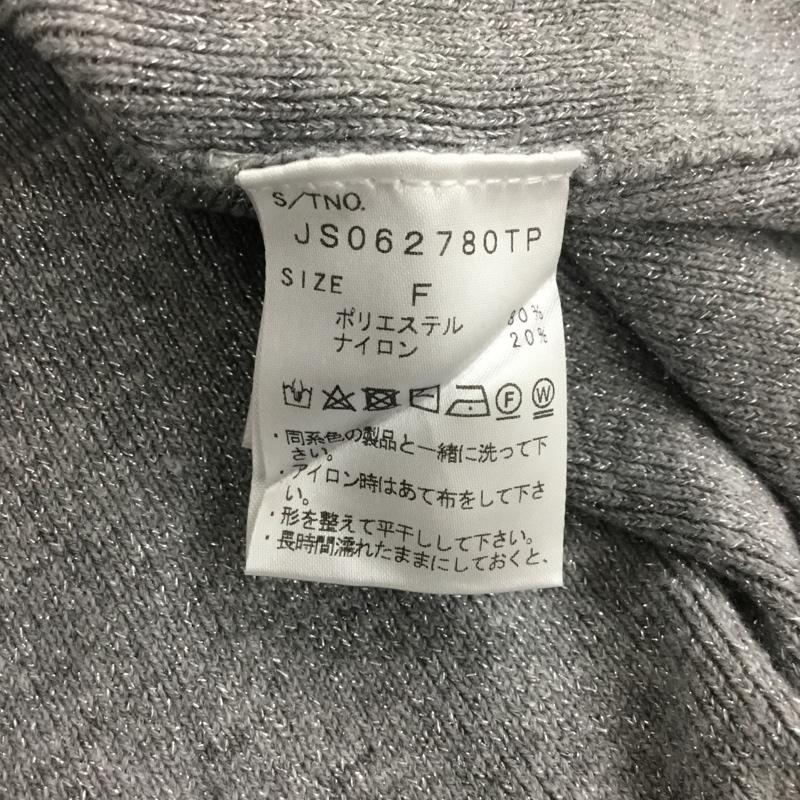 S/TNO.
JS062780TP
SIZE F
ポリエステル 80%
ナイロン 20%
F W
・同系色の製品と一緒に洗って下
さい。
・アイロン時はあて布をして下さ
い。
・形を整えて平干しして下さい。
・長時間濡れたままにしておくと、